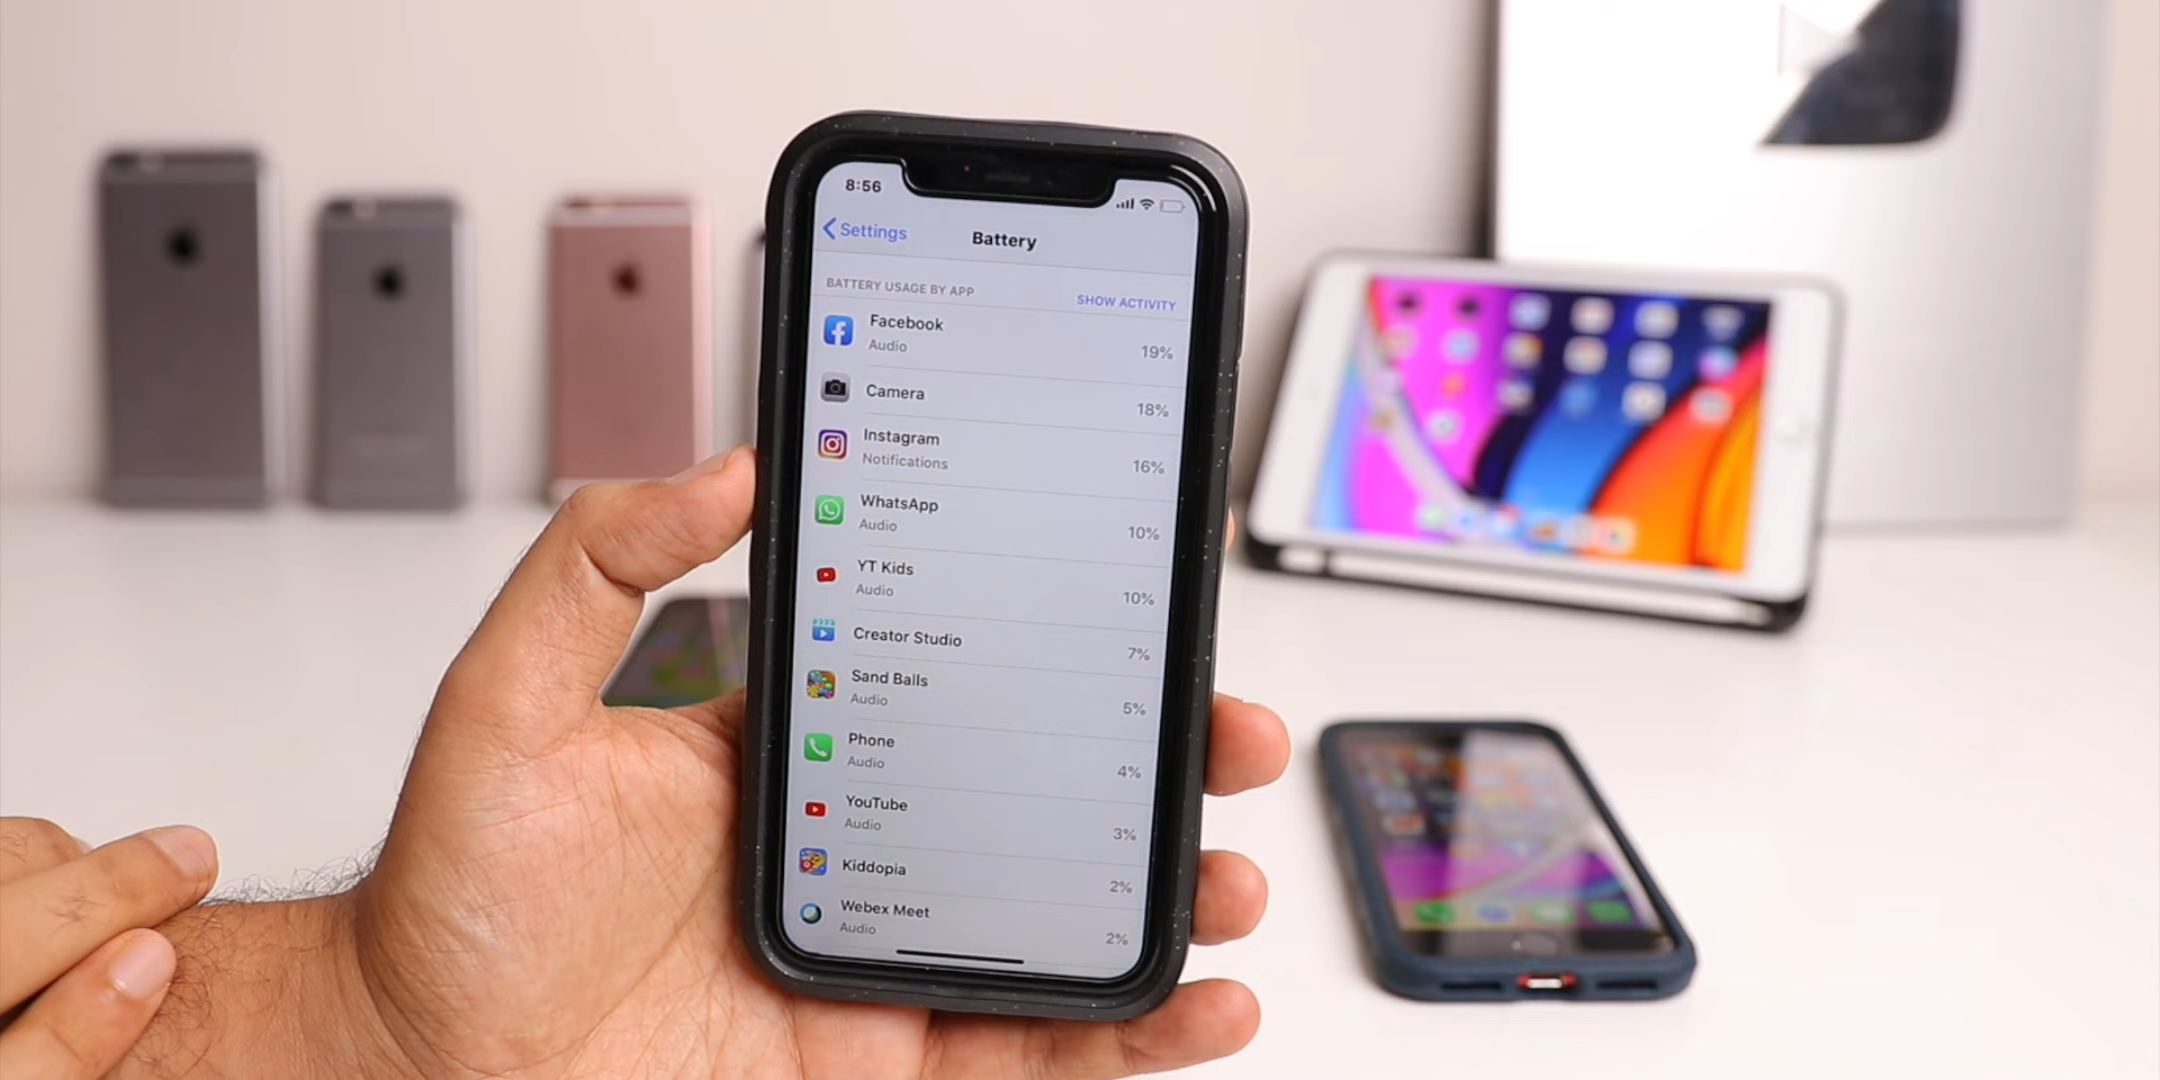 8:56
Settings
Battery
BATTERY USAGE BY APP
SHOW ACTIVITY
Facebook
Audio
19%
Camera
18%
Instagram
Notifications
16%
WhatsApp
Audio
10%
YT Kids
Audio
10%
Creator Studio
7%
Sand Balls
Audio
5%
Phone
Audio
4%
YouTube
Audio
3%
Kiddopia
2%
Webex Meet
Audio
2%